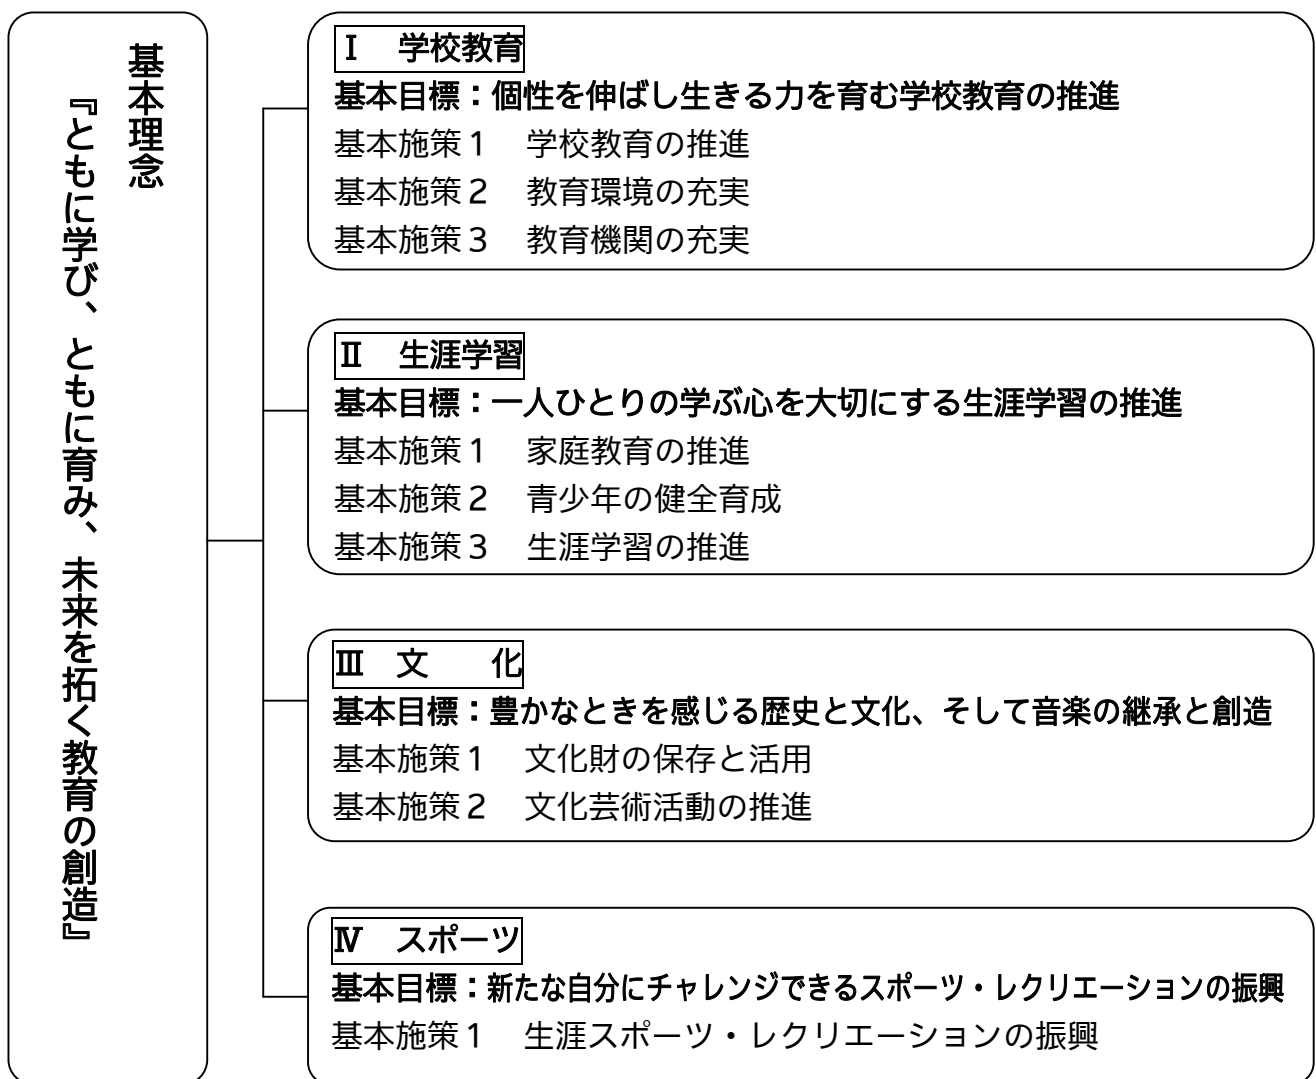 基本理念
『ともに学び、ともに育み、未来を拓く教育の創造』
Ⅰ　学校教育
基本目標：個性を伸ばし生きる力を育む学校教育の推進
基本施策１　学校教育の推進
基本施策２　教育環境の充実
基本施策３　教育機関の充実
Ⅱ　生涯学習
基本目標：一人ひとりの学ぶ心を大切にする生涯学習の推進
基本施策１　家庭教育の推進
基本施策２　青少年の健全育成
基本施策３　生涯学習の推進
Ⅲ　文　　化
基本目標：豊かなときを感じる歴史と文化、そして音楽の継承と創造
基本施策１　文化財の保存と活用
基本施策２　文化芸術活動の推進
Ⅳ　スポーツ
基本目標：新たな自分にチャレンジできるスポーツ・レクリエーションの振興
基本施策１　生涯スポーツ・レクリエーションの振興